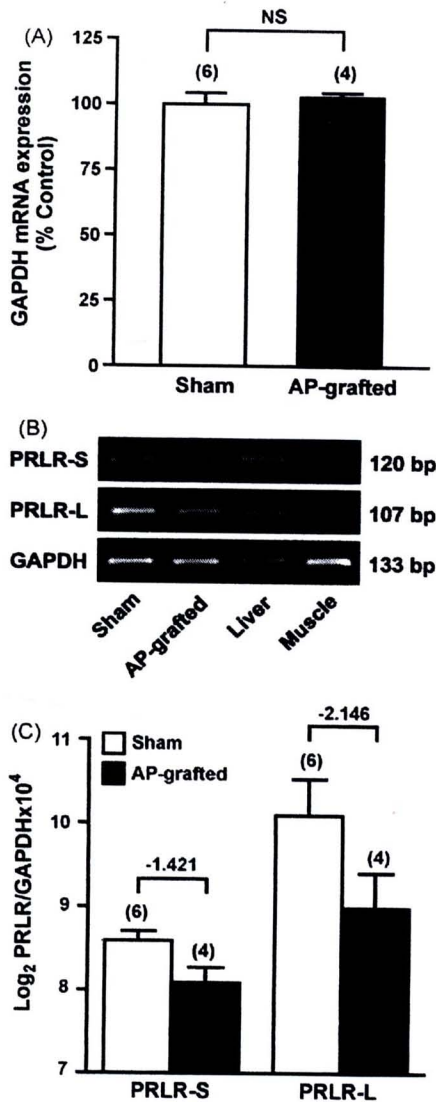 (A)
125
100
75
50
25
0
GAPDH mRNA expression
(% Control)
NS
(6)
(4)
Sham
AP-grafted
(B)
PRLR-S
120 bp
PRLR-L
107 bp
GAPDH
133 bp
Sham
AP-grafted
Liver
Muscle
(C)
11
10
9
8
7
Log₂ PRLR/GAPDHx10⁴
Sham
AP-grafted
-1.421
(6)
(4)
-2.146
(6)
(4)
PRLR-S
PRLR-L